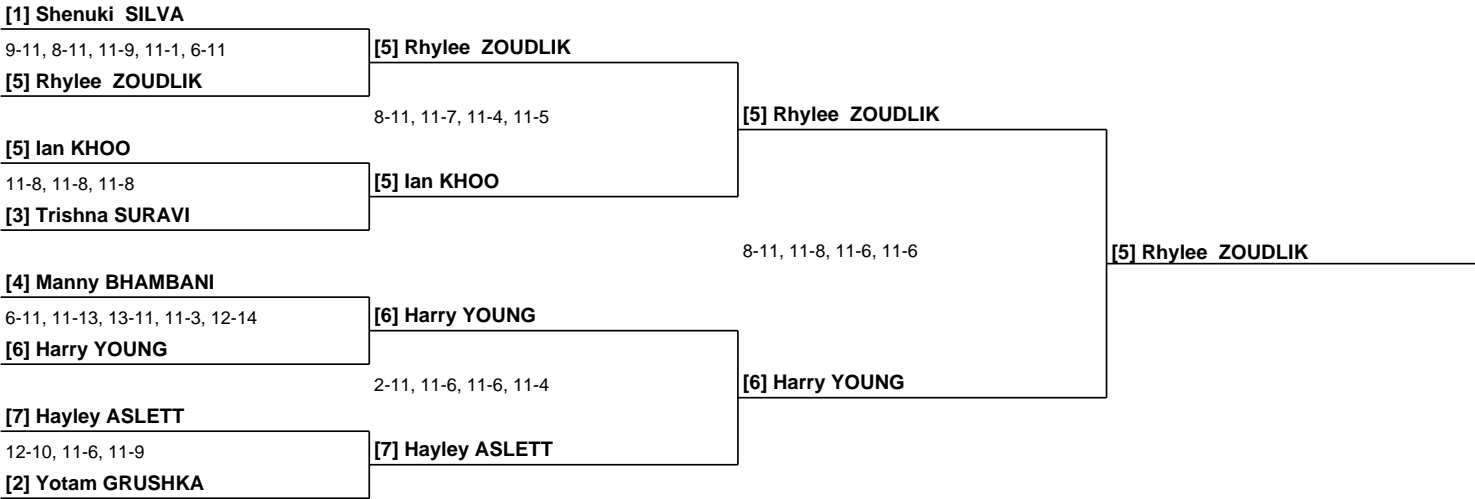 [1] Shenuki  SILVA
9-11, 8-11, 11-9, 11-1, 6-11
[5] Rhylee  ZOUDLIK
[5] Rhylee  ZOUDLIK
8-11, 11-7, 11-4, 11-5
[5] Rhylee  ZOUDLIK
[5] Ian KHOO
11-8, 11-8, 11-8
[5] Ian KHOO
[3] Trishna SURAVI
8-11, 11-8, 11-6, 11-6
[5] Rhylee  ZOUDLIK
[4] Manny BHAMBANI
6-11, 11-13, 13-11, 11-3, 12-14
[6] Harry YOUNG
[6] Harry YOUNG
2-11, 11-6, 11-6, 11-4
[6] Harry YOUNG
[7] Hayley ASLETT
12-10, 11-6, 11-9
[7] Hayley ASLETT
[2] Yotam GRUSHKA